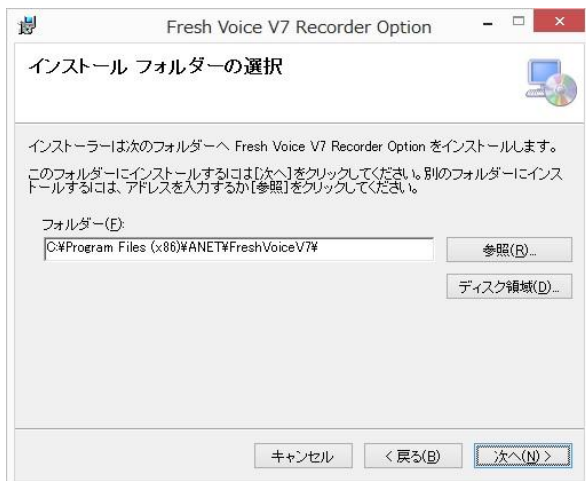 Fresh Voice V7 Recorder Option
インストール フォルダーの選択
インストーラーは次のフォルダーへ Fresh Voice V7 Recorder Option をインストールします。
このフォルダーにインストールするには[次へ]をクリックしてください。別のフォルダーにインス
トールするには、アドレスを入力するか[参照]をクリックしてください。
フォルダー(F):
C:¥Program Files (x86)¥ANET¥FreshVoiceV7¥
参照(R)...
ディスク領域(D)...
キャンセル
< 戻る(B)
次へ(N) >